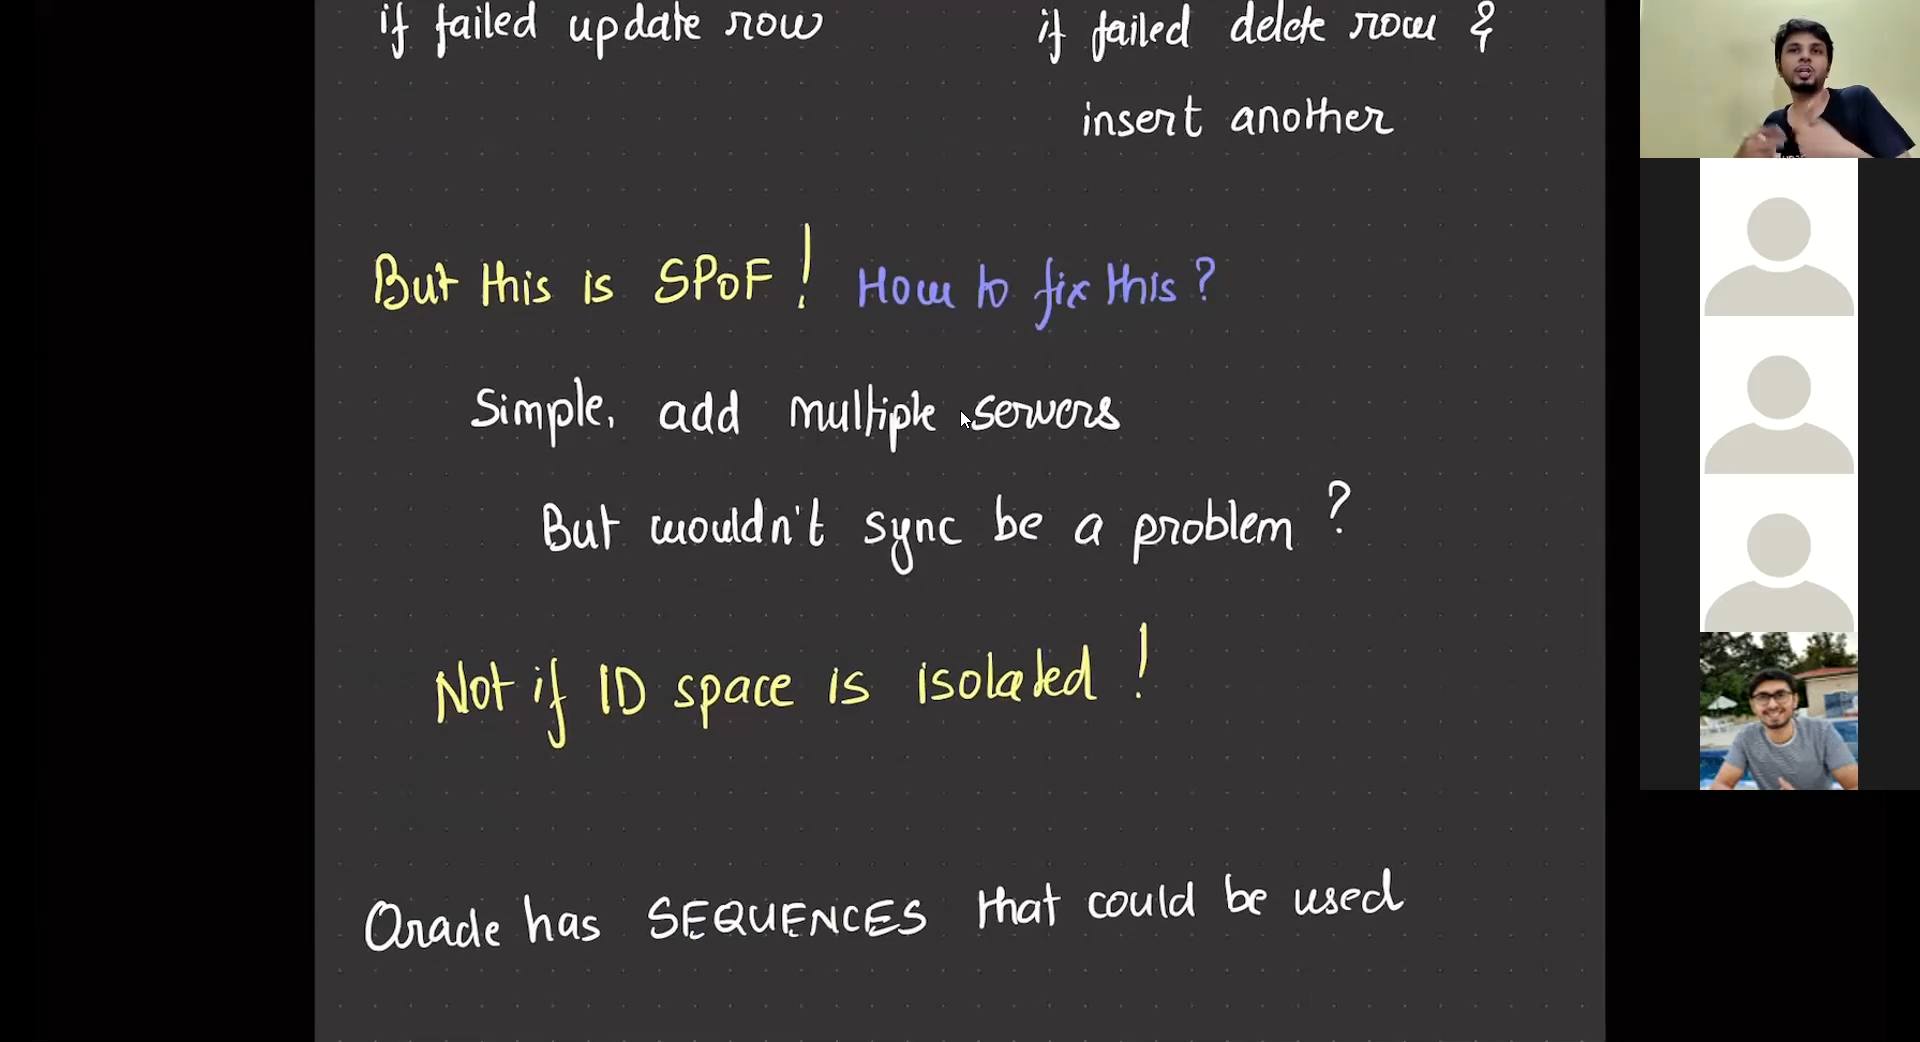 if failed update row
if failed delete row &
insert another
But this is SPOF! How to fix this?
Simple, add multiple servers
But wouldn't sync be a problem?
Not if ID space is isolated!
Oracle has SEQUENCES that could be used